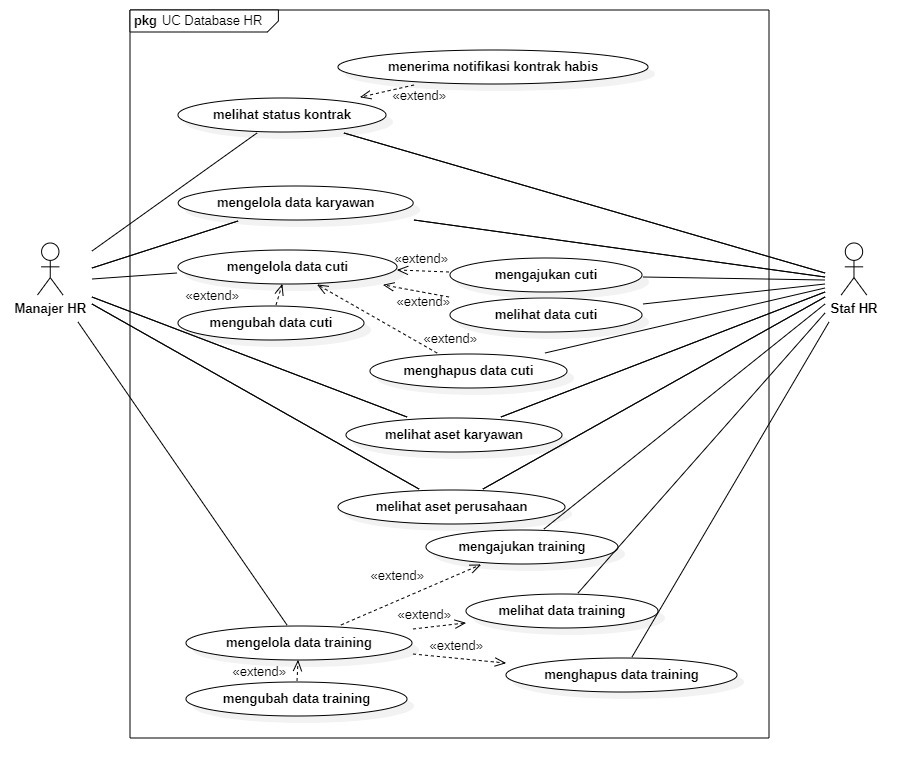 pkg UC Database HR
menerima notifikasi kontrak habis
«extend»
melihat status kontrak
mengelola data karyawan
mengelola data cuti
«extend»
mengajukan cuti
«extend»
«extend»
melihat data cuti
Manajer HR
Staf HR
mengubah data cuti
«extend»
menghapus data cuti
melihat aset karyawan
melihat aset perusahaan
mengajukan training
«extend»
melihat data training
«extend»
mengelola data training
«extend»
«extend»
menghapus data training
mengubah data training